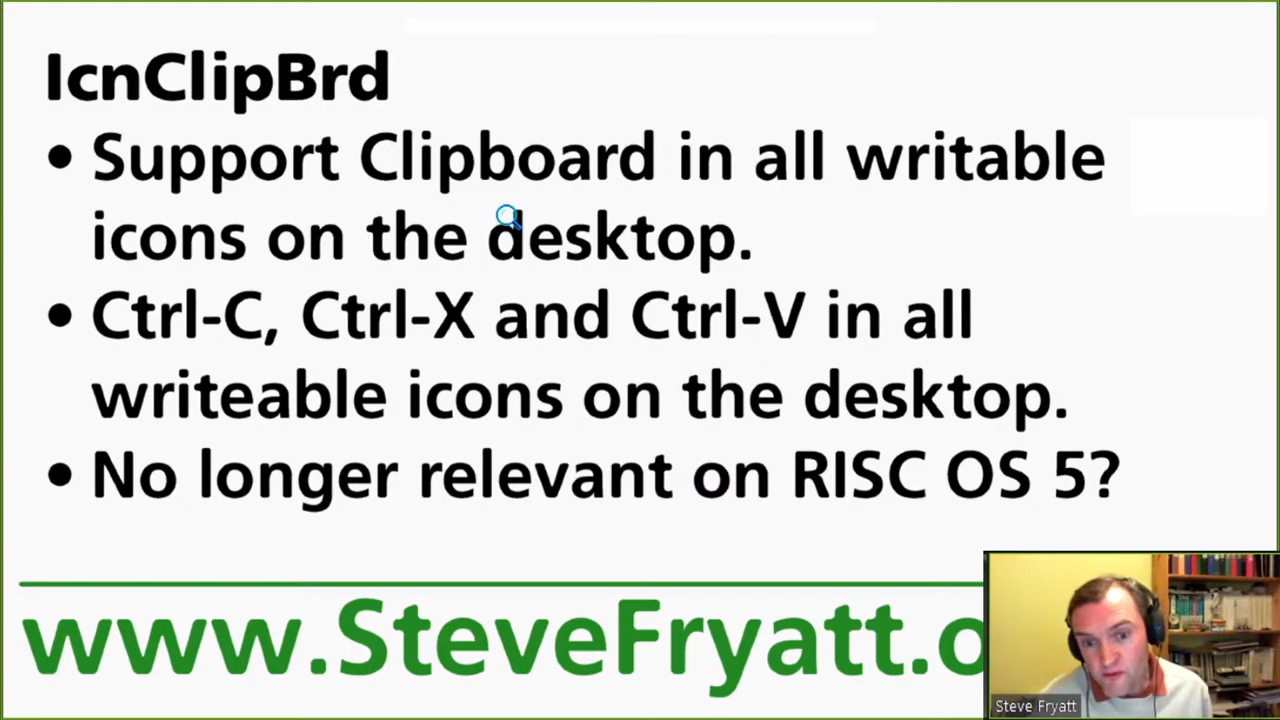 IcnClipBrd
• Support Clipboard in all writable
icons on the desktop.
• Ctrl-C, Ctrl-X and Ctrl-V in all
writeable icons on the desktop.
• No longer relevant on RISC OS 5?
www.SteveFryatt.o
Steve Fryatt